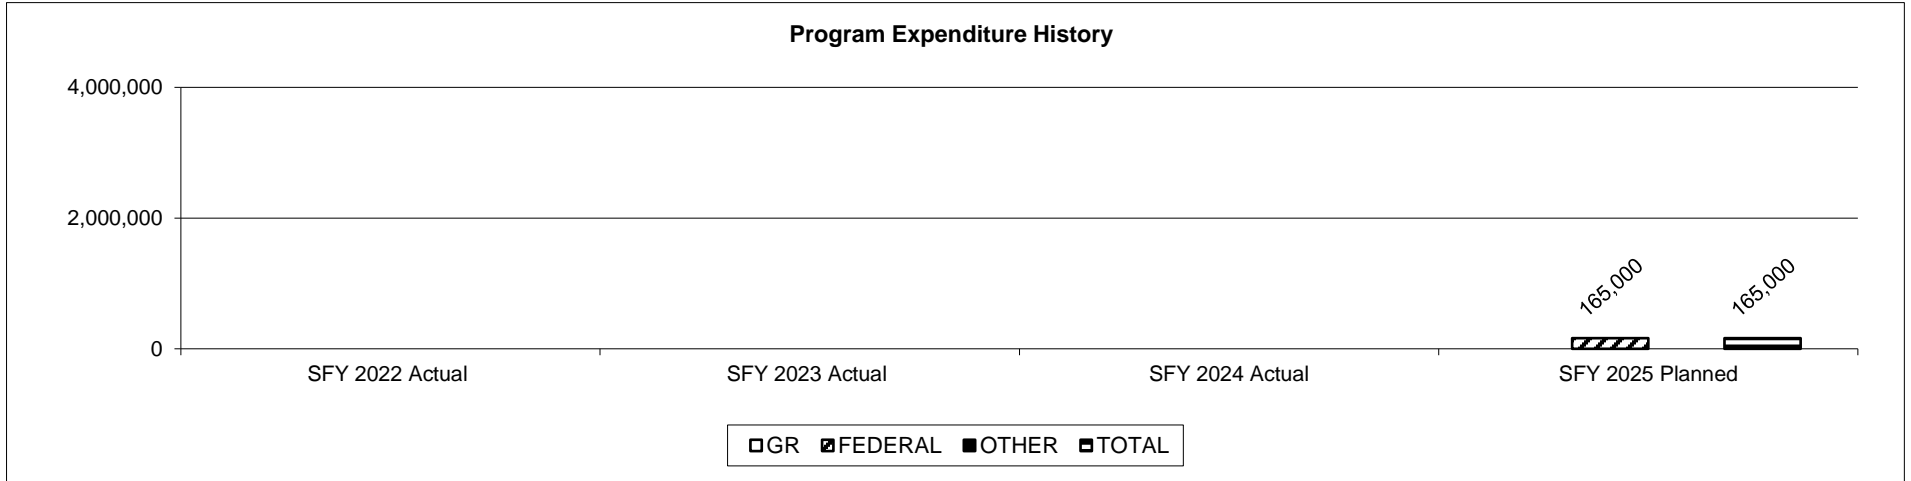 Program Expenditure History
4,000,000
2,000,000
0
165,000 165,000
SFY 2022 Actual SFY 2023 Actual SFY 2024 Actual SFY 2025 Planned
GR FEDERAL OTHER TOTAL